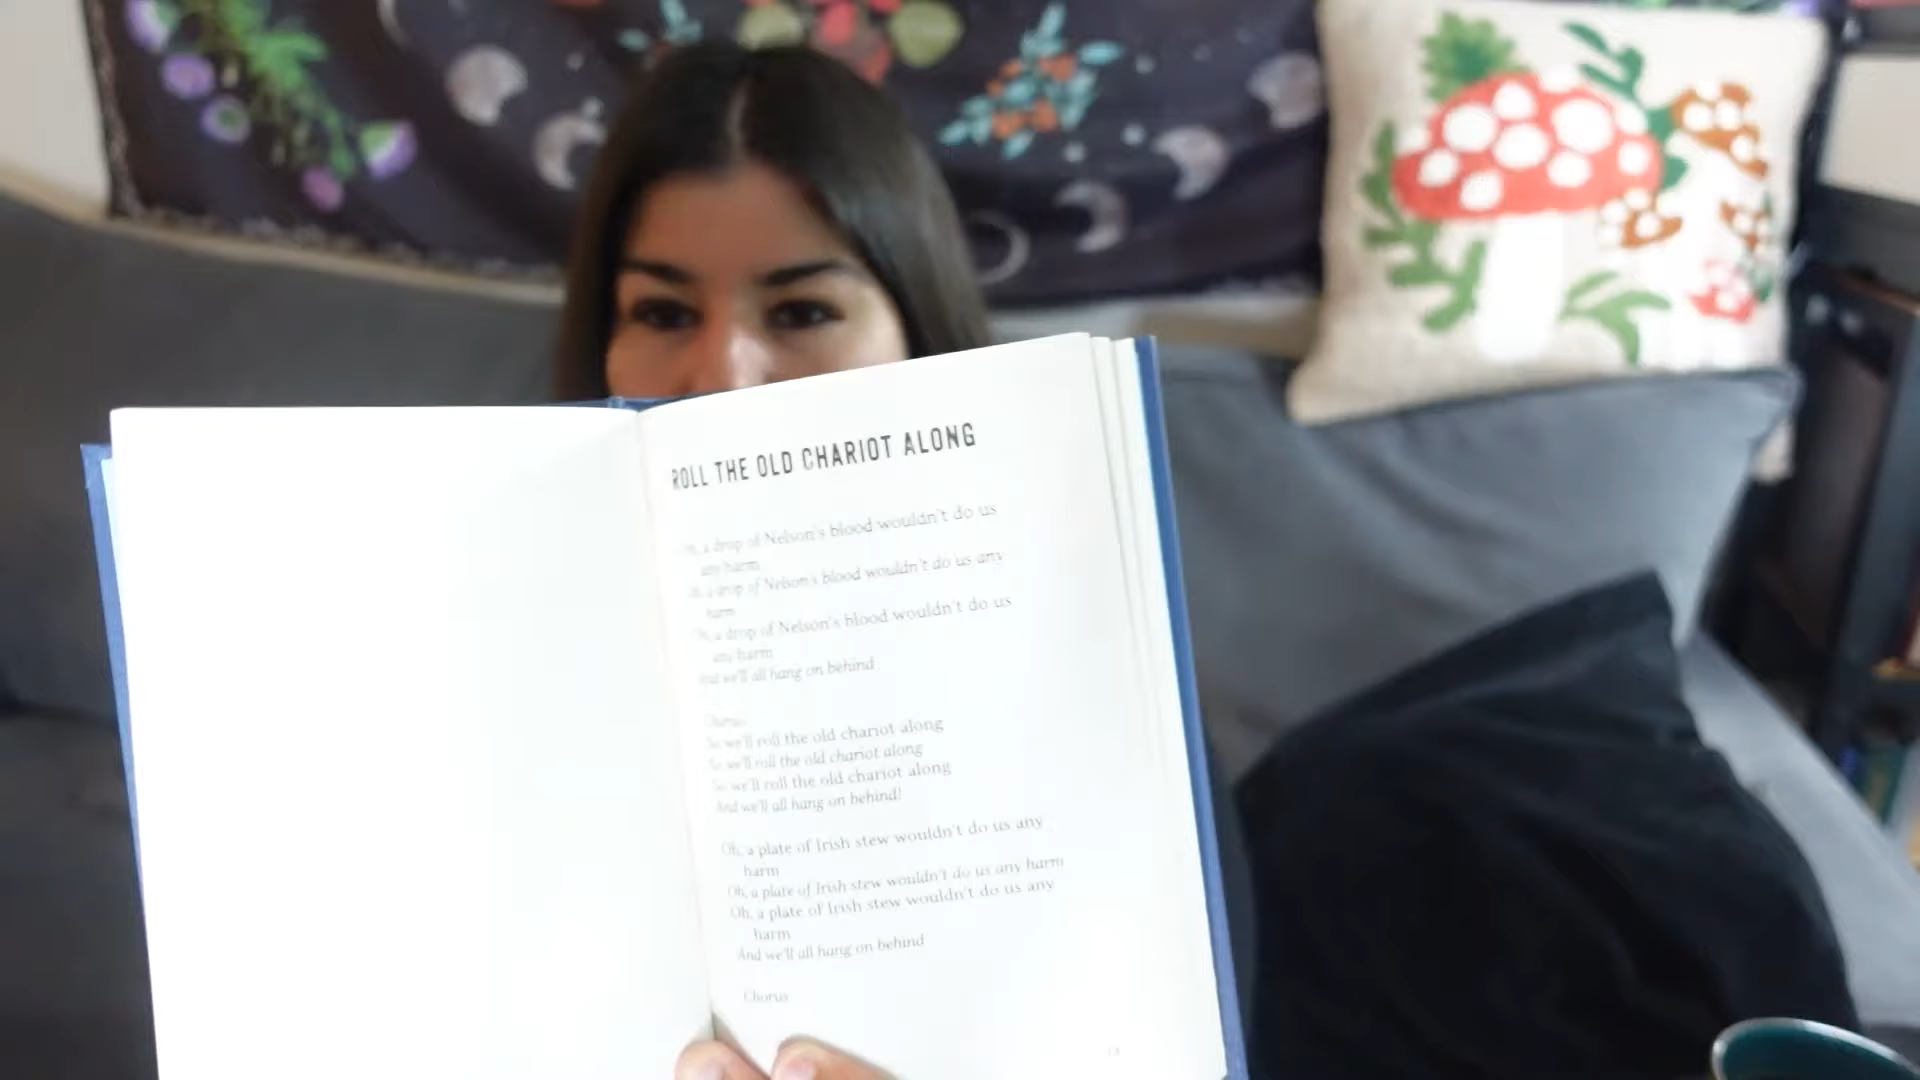 ROLL THE OLD CHARIOT ALONG
Oh, a drop of Nelson's blood wouldn't do us
any harm
Oh, a drop of Nelson's blood wouldn't do us any
harm
Oh, a drop of Nelson's blood wouldn't do us
any harm
And we'll all hang on behind
Chorus
So we'll roll the old chariot along
So we'll roll the old chariot along
So we'll roll the old chariot along
And we'll all hang on behind!
Oh, a plate of Irish stew wouldn't do us any
harm
Oh, a plate of Irish stew wouldn't do us any harm
Oh, a plate of Irish stew wouldn't do us any
harm
And we'll all hang on behind
Chorus